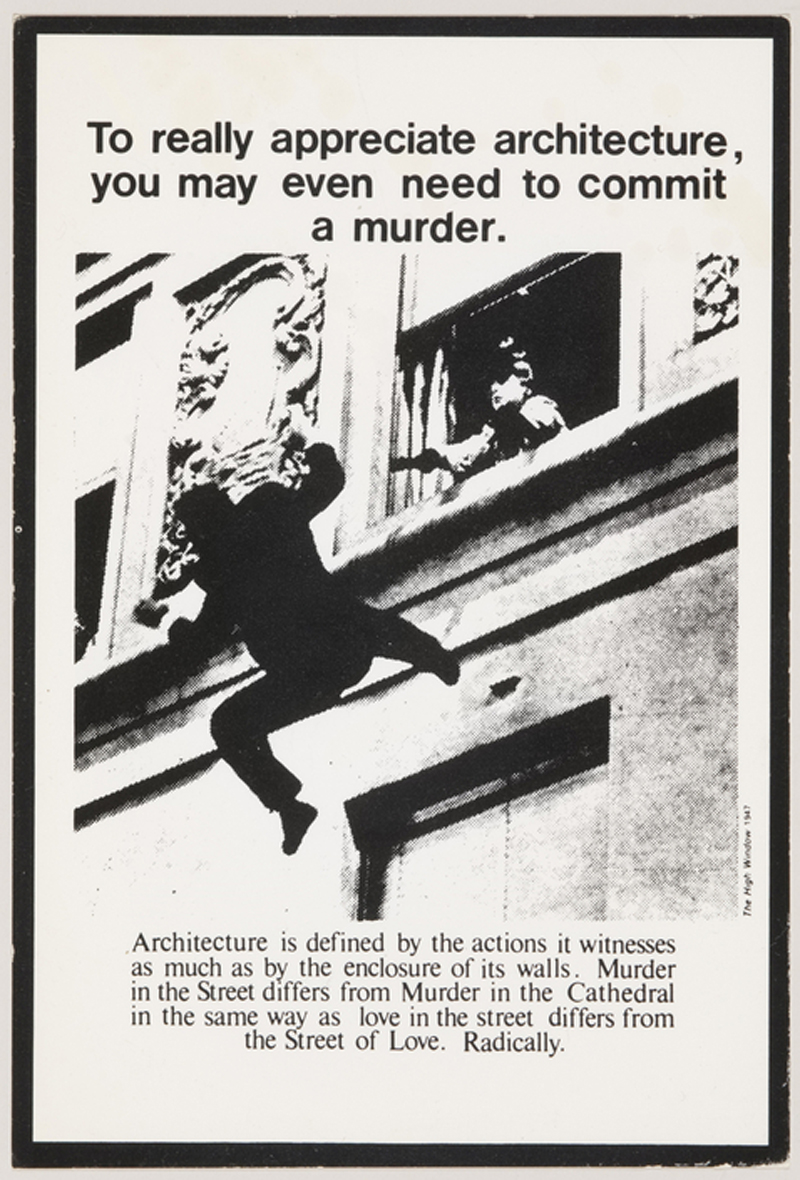 To really appreciate architecture,
you may even need to commit
a murder.
The High Window 1947
Architecture is defined by the actions it witnesses
as much as by the enclosure of its walls. Murder
in the Street differs from Murder in the Cathedral
in the same way as love in the street differs from
the Street of Love. Radically.